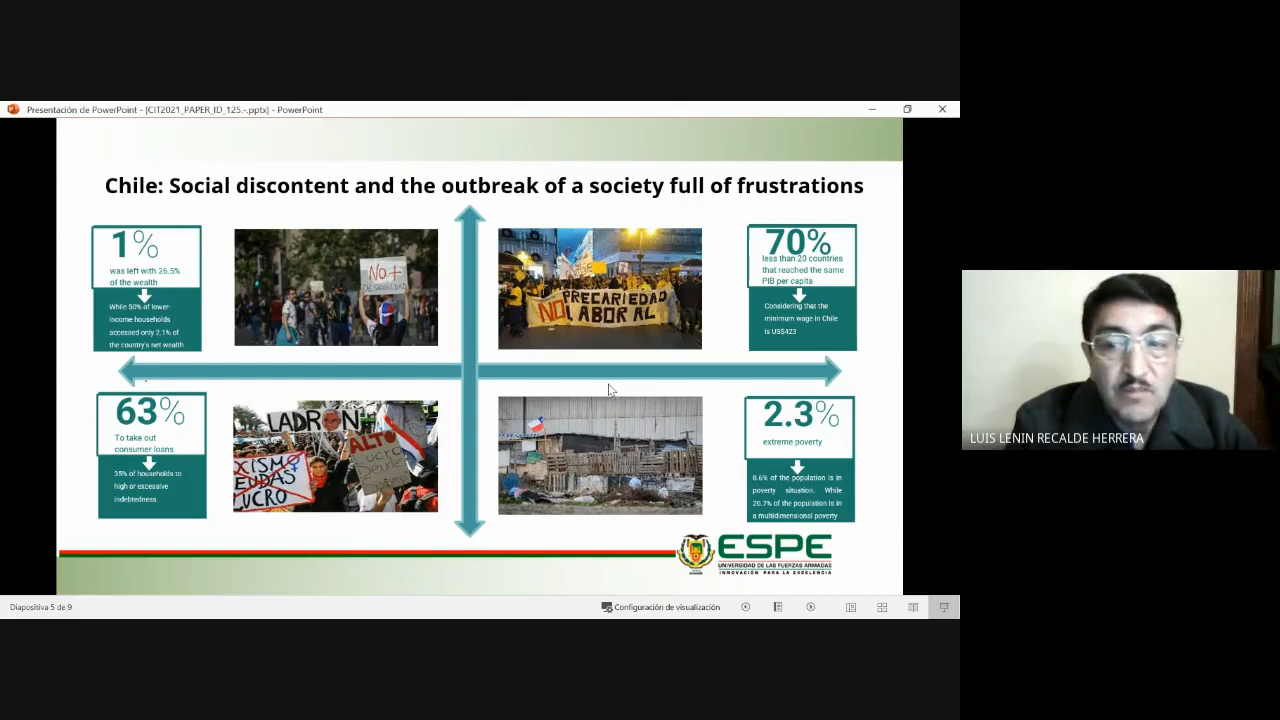 Presentación de PowerPoint - [CIT2021_PAPER_ID_125.-.pptx] - PowerPoint
Chile: Social discontent and the outbreak of a society full of frustrations
1%
was left with 26.5%
of the wealth
While 50% of lower-
income households
accessed only 2.1% of
the country's net wealth
No+
PRECARIEDAD
NO LABORAL
70%
less than 20 countries
that reached the same
PIB per capita
Considering that the
minimum wage in Chile
is US$423
63%
To take out
consumer loans
35% of households to
high or excessive
indebtedness
LADRON
ALTO
LUCRO
2.3%
extreme poverty
8.6% of the population is in
poverty situation. While
20.7% of the population is in
a multidimensional poverty
ESPE
UNIVERSIDAD DE LAS FUERZAS ARMADAS
INNOVACIÓN PARA LA EXCELENCIA
LUIS LENIN RECALDE HERRERA
Diapositiva 5 de 9
Configuración de visualización